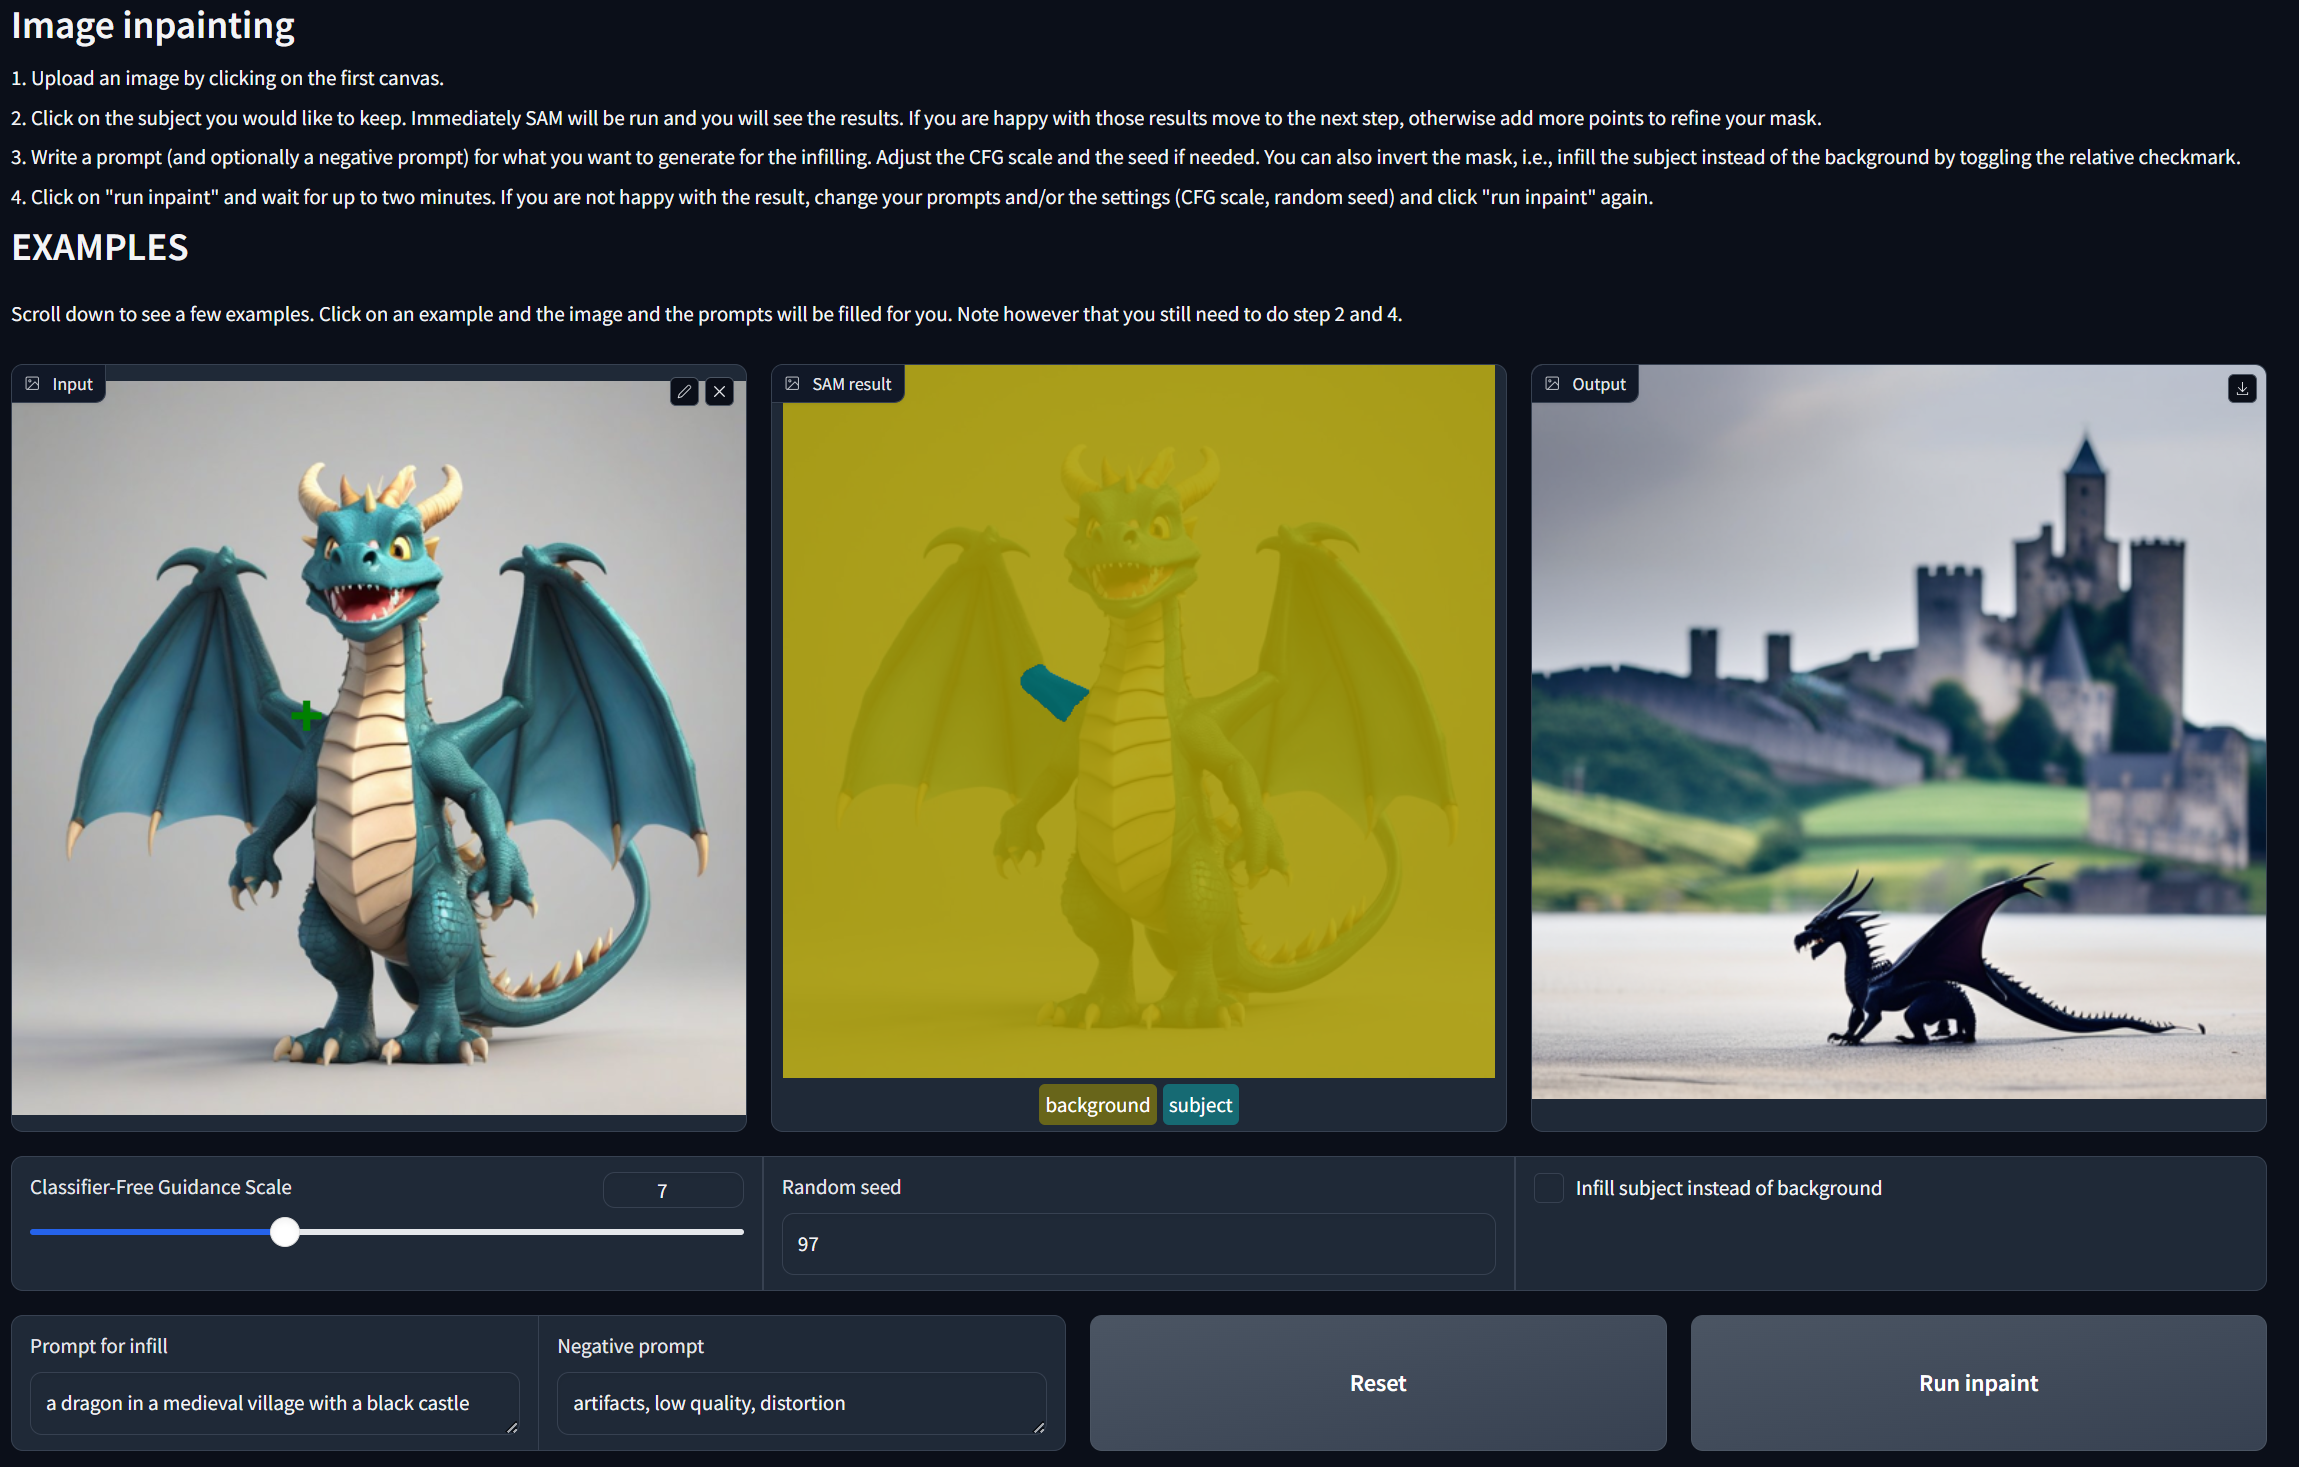 Image inpainting
1. Upload an image by clicking on the first canvas.
2. Click on the subject you would like to keep. Immediately SAM will be run and you will see the results. If you are happy with those results move to the next step, otherwise add more points to refine your mask.
3. Write a prompt (and optionally a negative prompt) for what you want to generate for the infilling. Adjust the CFG scale and the seed if needed. You can also invert the mask, i.e., infill the subject instead of the background by toggling the relative checkmark.
4. Click on "run inpaint" and wait for up to two minutes. If you are not happy with the result, change your prompts and/or the settings (CFG scale, random seed) and click "run inpaint" again.
EXAMPLES
Scroll down to see a few examples. Click on an example and the image and the prompts will be filled for you. Note however that you still need to do step 2 and 4.
Input
SAM result
Output
background subject
Classifier-Free Guidance Scale
7
Random seed
97
Infill subject instead of background
Prompt for infill
a dragon in a medieval village with a black castle
Negative prompt
artifacts, low quality, distortion
Reset
Run inpaint